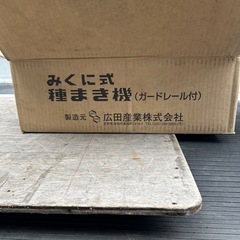 みくに式
種まき機(ガードレール付)
製造元 広田産業株式会社